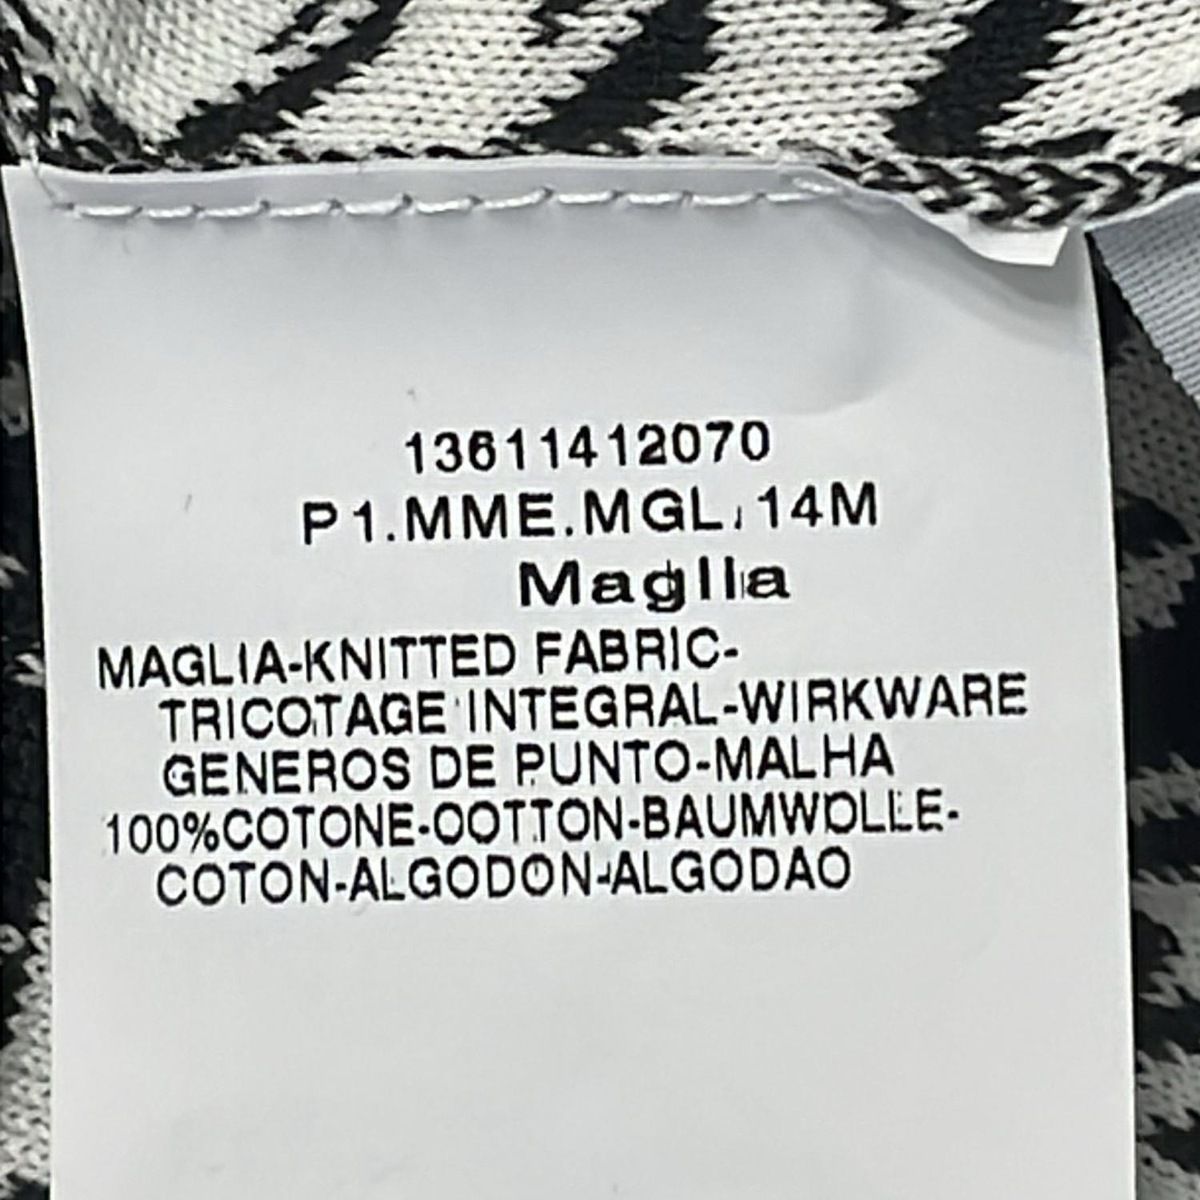 13611412070
P1.MME.MGL.14M
Maglia
MAGLIA-KNITTED FABRIC-
TRICOTAGE INTEGRAL-WIRKWARE
GENEROS DE PUNTO-MALHA
100%COTONE-COTTON-BAUMWOLLE-
COTON-ALGODON-ALGODAO